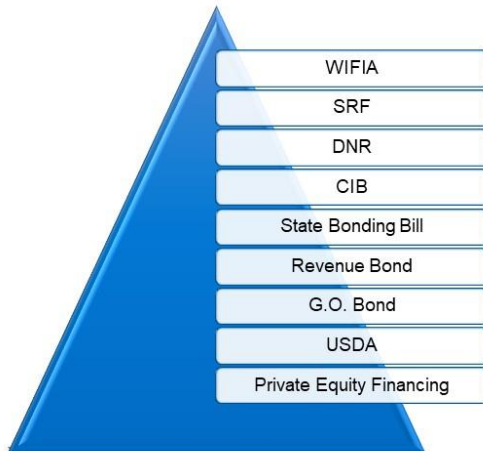 WIFIA
SRF
DNR
CIB
State Bonding Bill
Revenue Bond
G.O. Bond
USDA
Private Equity Financing